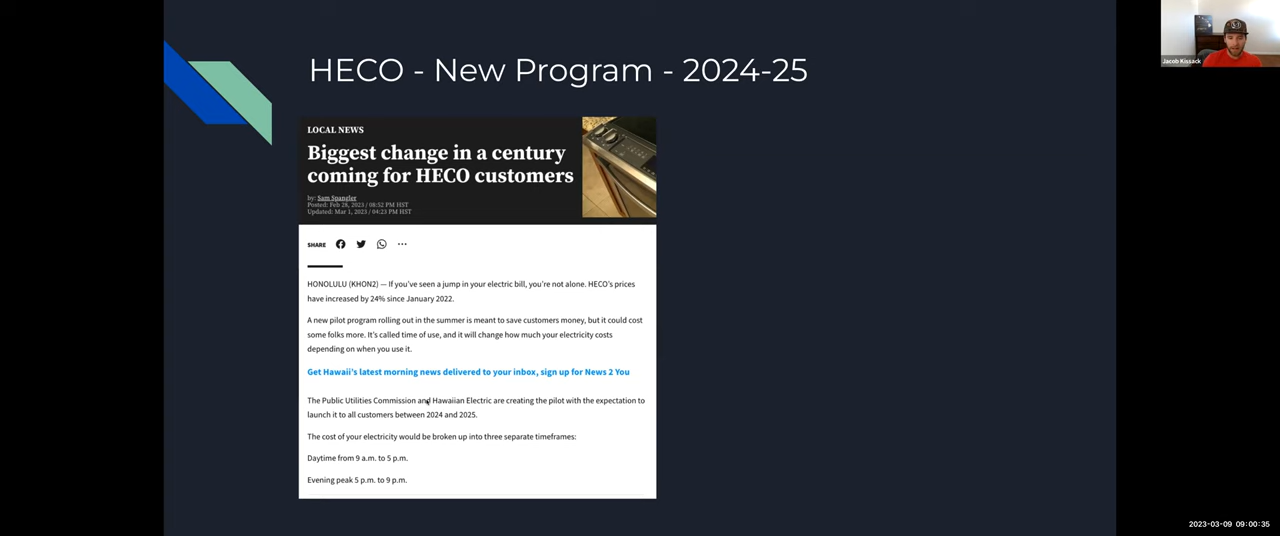 HECO - New Program - 2024-25
Jacob Kissack
LOCAL NEWS
Biggest change in a century
coming for HECO customers
by: Sam Spangler
Posted: Feb 28, 2023 / 08:52 PM HST
Updated: Mar 1, 2023 / 04:23 PM HST
SHARE
HONOLULU (KHON2) — If you've seen a jump in your electric bill, you're not alone. HECO's prices
have increased by 24% since January 2022.
A new pilot program rolling out in the summer is meant to save customers money, but it could cost
some folks more. It's called time of use, and it will change how much your electricity costs
depending on when you use it.
Get Hawaii's latest morning news delivered to your inbox, sign up for News 2 You
The Public Utilities Commission and Hawaiian Electric are creating the pilot with the expectation to
launch it to all customers between 2024 and 2025.
The cost of your electricity would be broken up into three separate timeframes:
Daytime from 9 a.m. to 5 p.m.
Evening peak 5 p.m. to 9 p.m.
2023-03-09 09:00:35